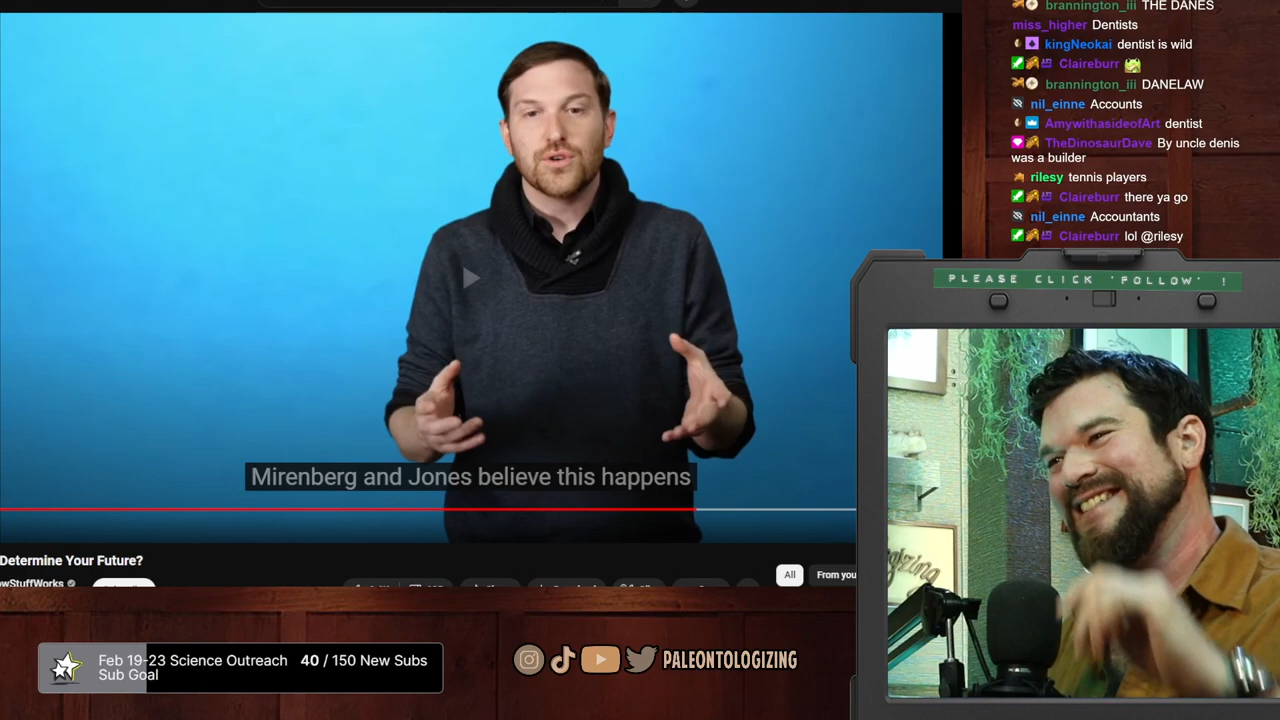 brannington_iii THE DANES
miss_higher Dentists
kingNeokai dentist is wild
Claireburr
brannington_iii DANELAW
nil_einne Accounts
AmywithasideofArt dentist
TheDinosaurDave By uncle denis
was a builder
rilesy tennis players
Claireburr there ya go
nil_einne Accountants
Claireburr lol @rilesy
PLEASE CLICK 'FOLLOW' !
Mirenberg and Jones believe this happens
Determine Your Future?
wStuffWorks
All
From you
Feb 19-23 Science Outreach
Sub Goal
40 / 150 New Subs
PALEONTOLOGIZING